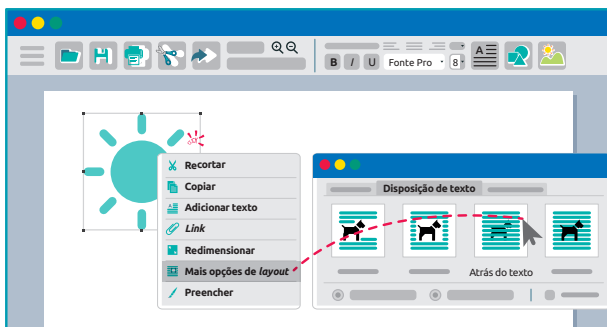 B I U Fonte Pro 8 A
Recortar
Copiar
Adicionar texto
Link
Redimensionar
Mais opções de layout
Preencher
Disposição de texto
Atrás do texto